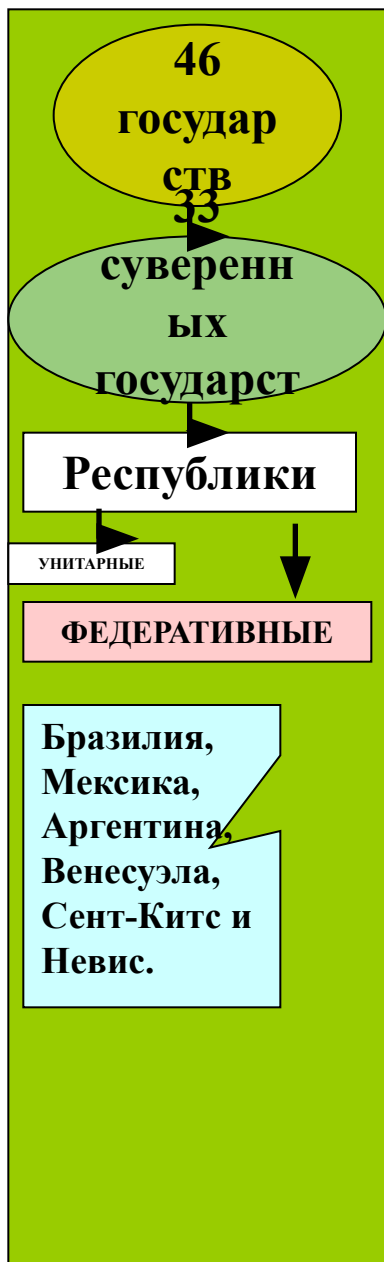 46
государ
ств
33
суверенн
ых
государст
Республики
УНИТАРНЫЕ
ФЕДЕРАТИВНЫЕ
Бразилия,
Мексика,
Аргентина,
Венесуэла,
Сент-Китс и
Невис.